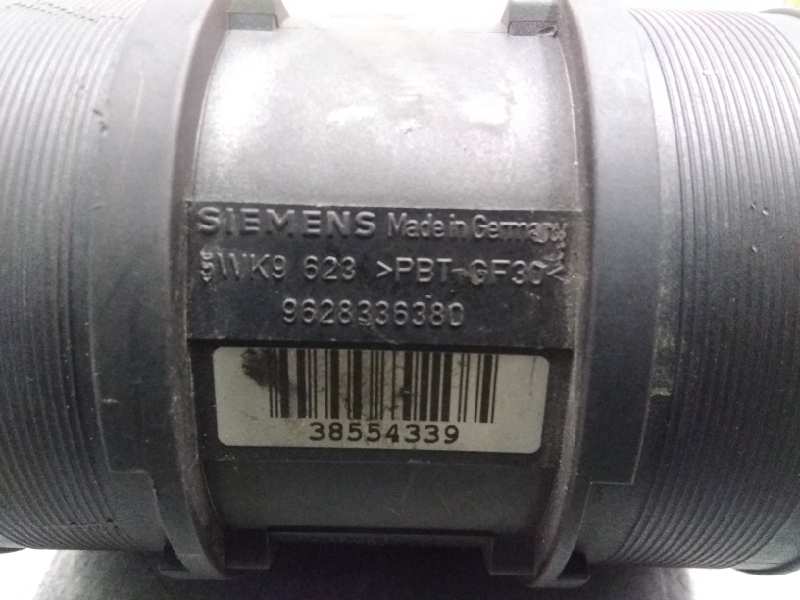 SIEMENS Made in Germany
5WK9 623 >PBT-GF30<
9628336380
38554339